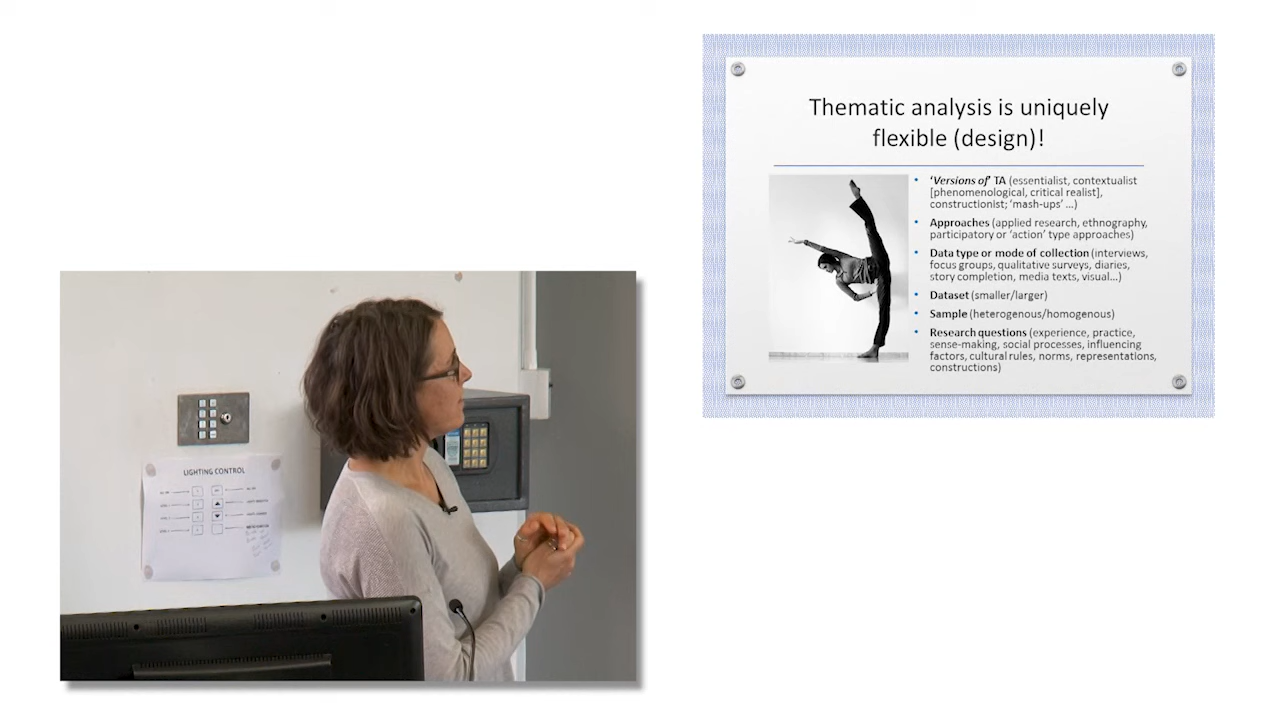 Thematic analysis is uniquely
flexible (design)!
• ‘Versions of’ TA (essentialist, contextualist
[phenomenological, critical realist],
constructionist; ‘mash-ups’ …)
• Approaches (applied research, ethnography,
participatory or ‘action’ type approaches)
• Data type or mode of collection (interviews,
focus groups, qualitative surveys, diaries,
story completion, media texts, visual…)
• Dataset (smaller/larger)
• Sample (heterogenous/homogenous)
• Research questions (experience, practice,
sense-making, social processes, influencing
factors, cultural rules, norms, representations,
constructions)
LIGHTING CONTROL